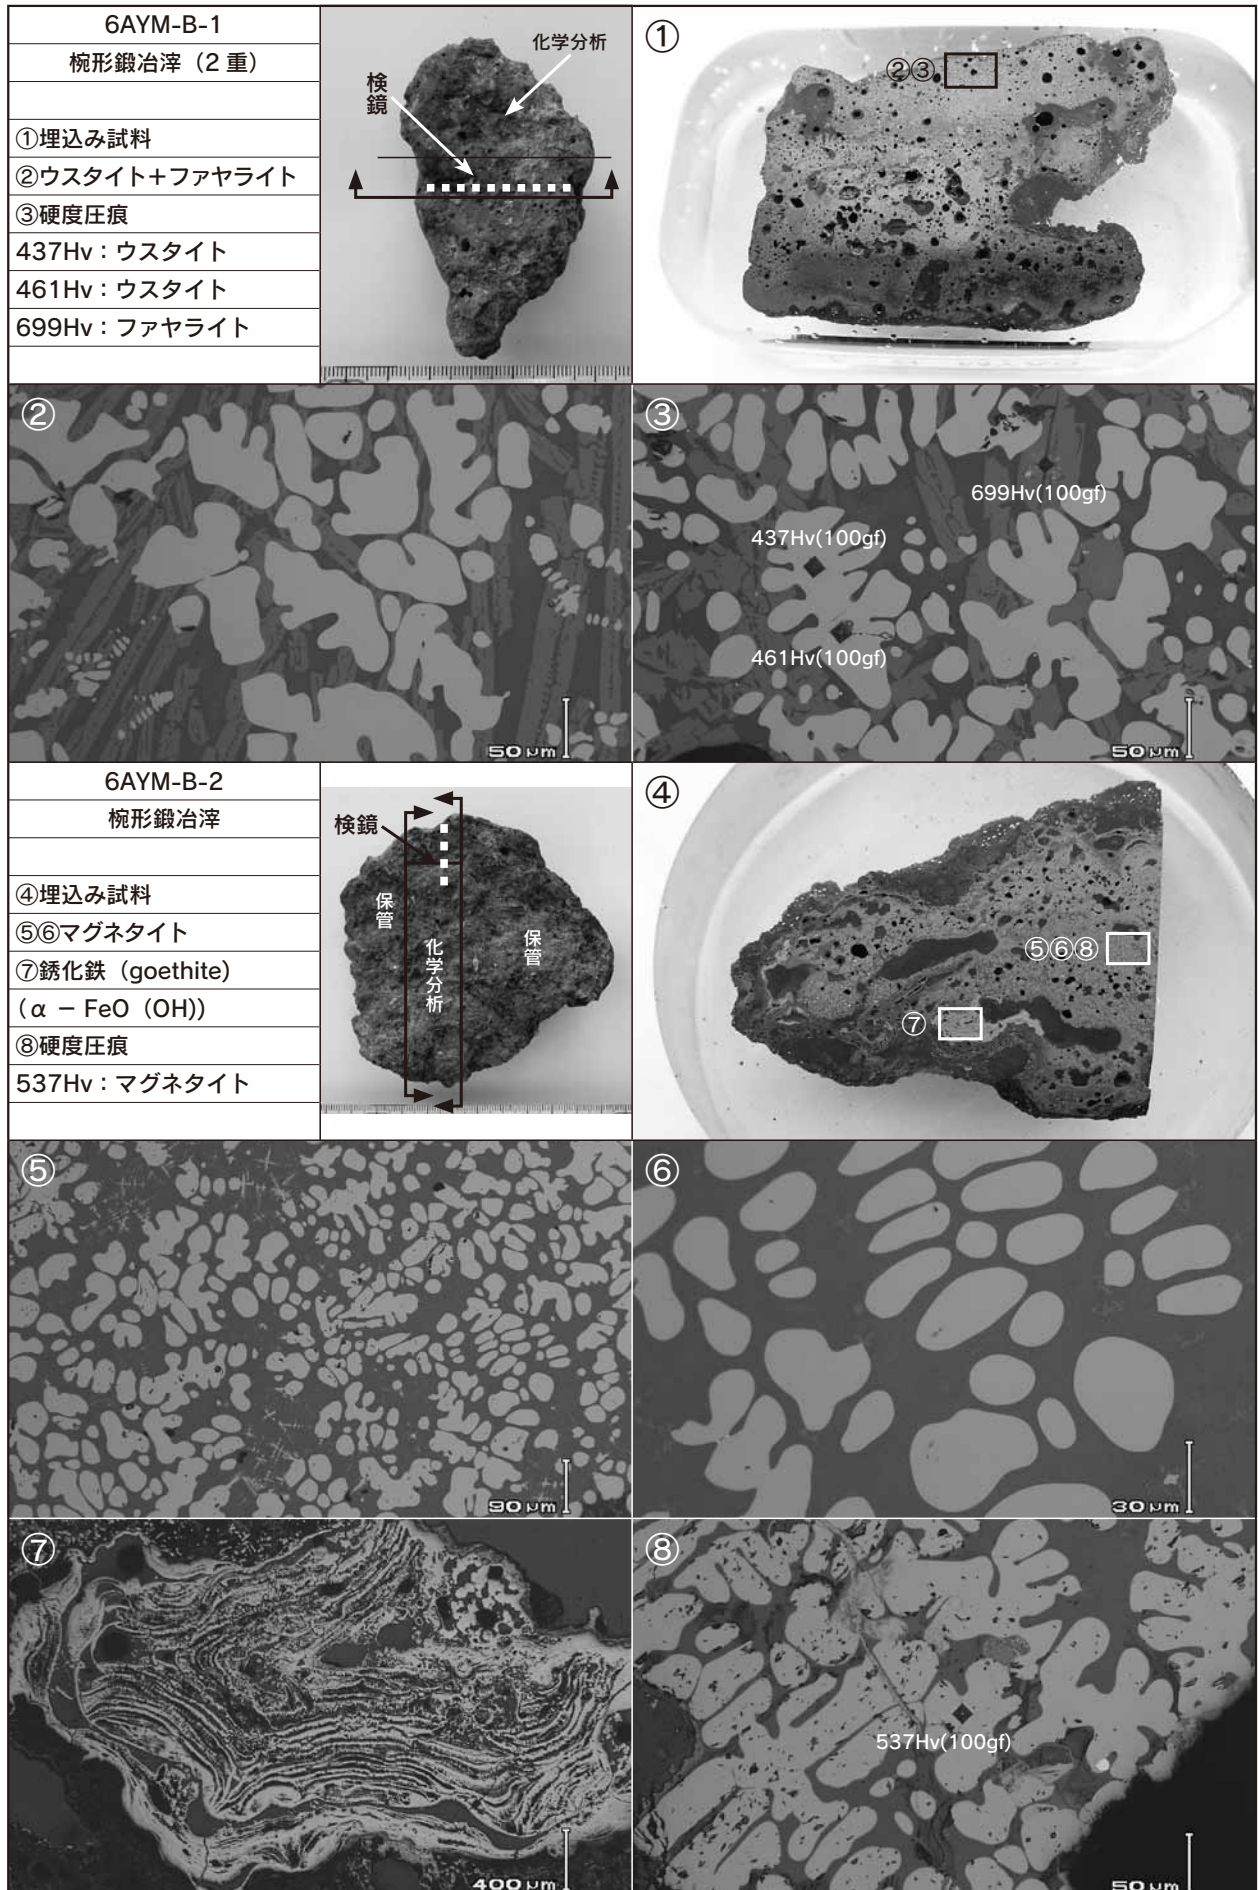 6AYM-B-1
椀形鍛冶滓（2重）
①埋込み試料
②ウスタイト＋ファヤライト
③硬度圧痕
437Hv：ウスタイト
461Hv：ウスタイト
699Hv：ファヤライト
化学分析
検鏡
①
②③
②
50μm
③
699Hv(100gf)
437Hv(100gf)
461Hv(100gf)
50μm
6AYM-B-2
椀形鍛冶滓
④埋込み試料
⑤⑥マグネタイト
⑦銹化鉄（goethite）
（α － FeO（OH））
⑧硬度圧痕
537Hv：マグネタイト
検鏡
保管
化学分析
保管
④
⑤⑥⑧
⑦
⑤
90μm
⑥
30μm
⑦
400μm
⑧
537Hv(100gf)
50μm